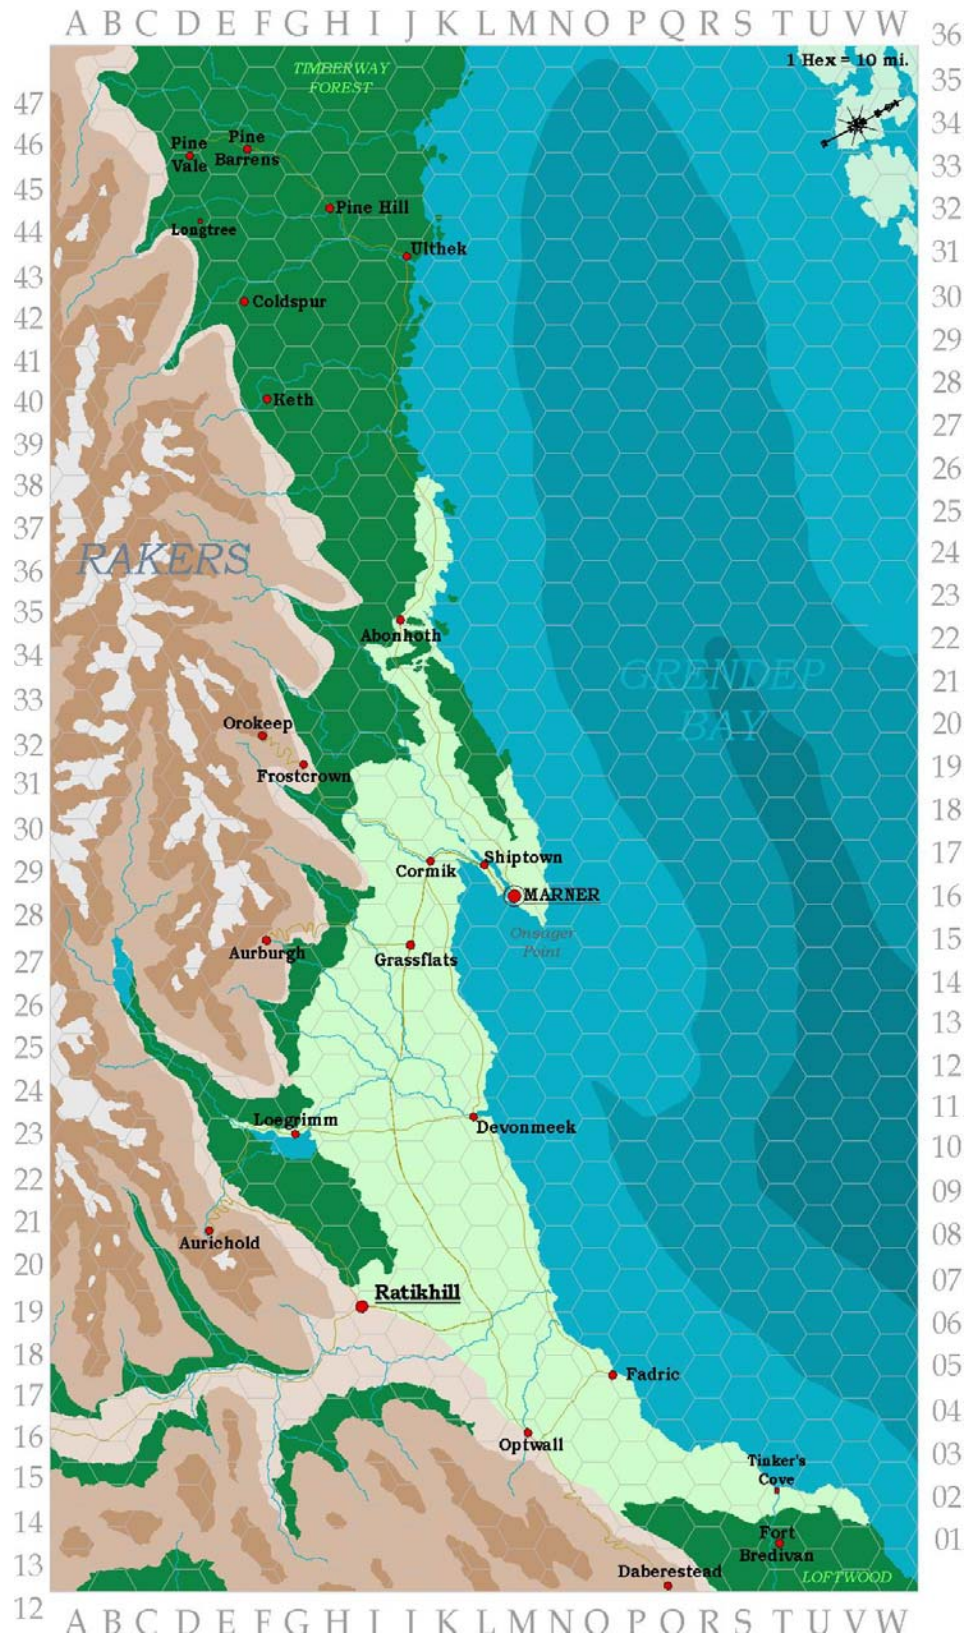 A B C D E F G H I J K L M N O P Q R S T U V W
36
TIMBERWAY
FOREST
1 Hex = 10 mi.
35
47
34
46
Pine
Vale
Pine
Barrens
33
45
32
Pine Hill
44
Longtree
31
Ulthek
43
30
Coldspur
42
29
41
28
40
Keth
27
39
26
38
25
37
24
RAKERS
36
23
35
22
Abonhoth
34
21
GRENDEP
BAY
33
20
Orokeep
32
19
Frostcrown
31
18
30
17
Shiptown
29
Cormik
16
MARNER
28
15
Onsager
Point
Aurburgh
27
Grassflats
14
26
13
25
12
24
11
Loegrimm
23
Devonmeek
10
22
09
21
08
Aurichold
20
07
Ratikhill
19
06
18
05
Fadric
17
04
16
Optwall
03
15
Tinker's
Cove
02
14
Fort
Bredivan
01
13
Daberestead
LOFTWOOD
12
A B C D E F G H I J K L M N O P Q R S T U V W